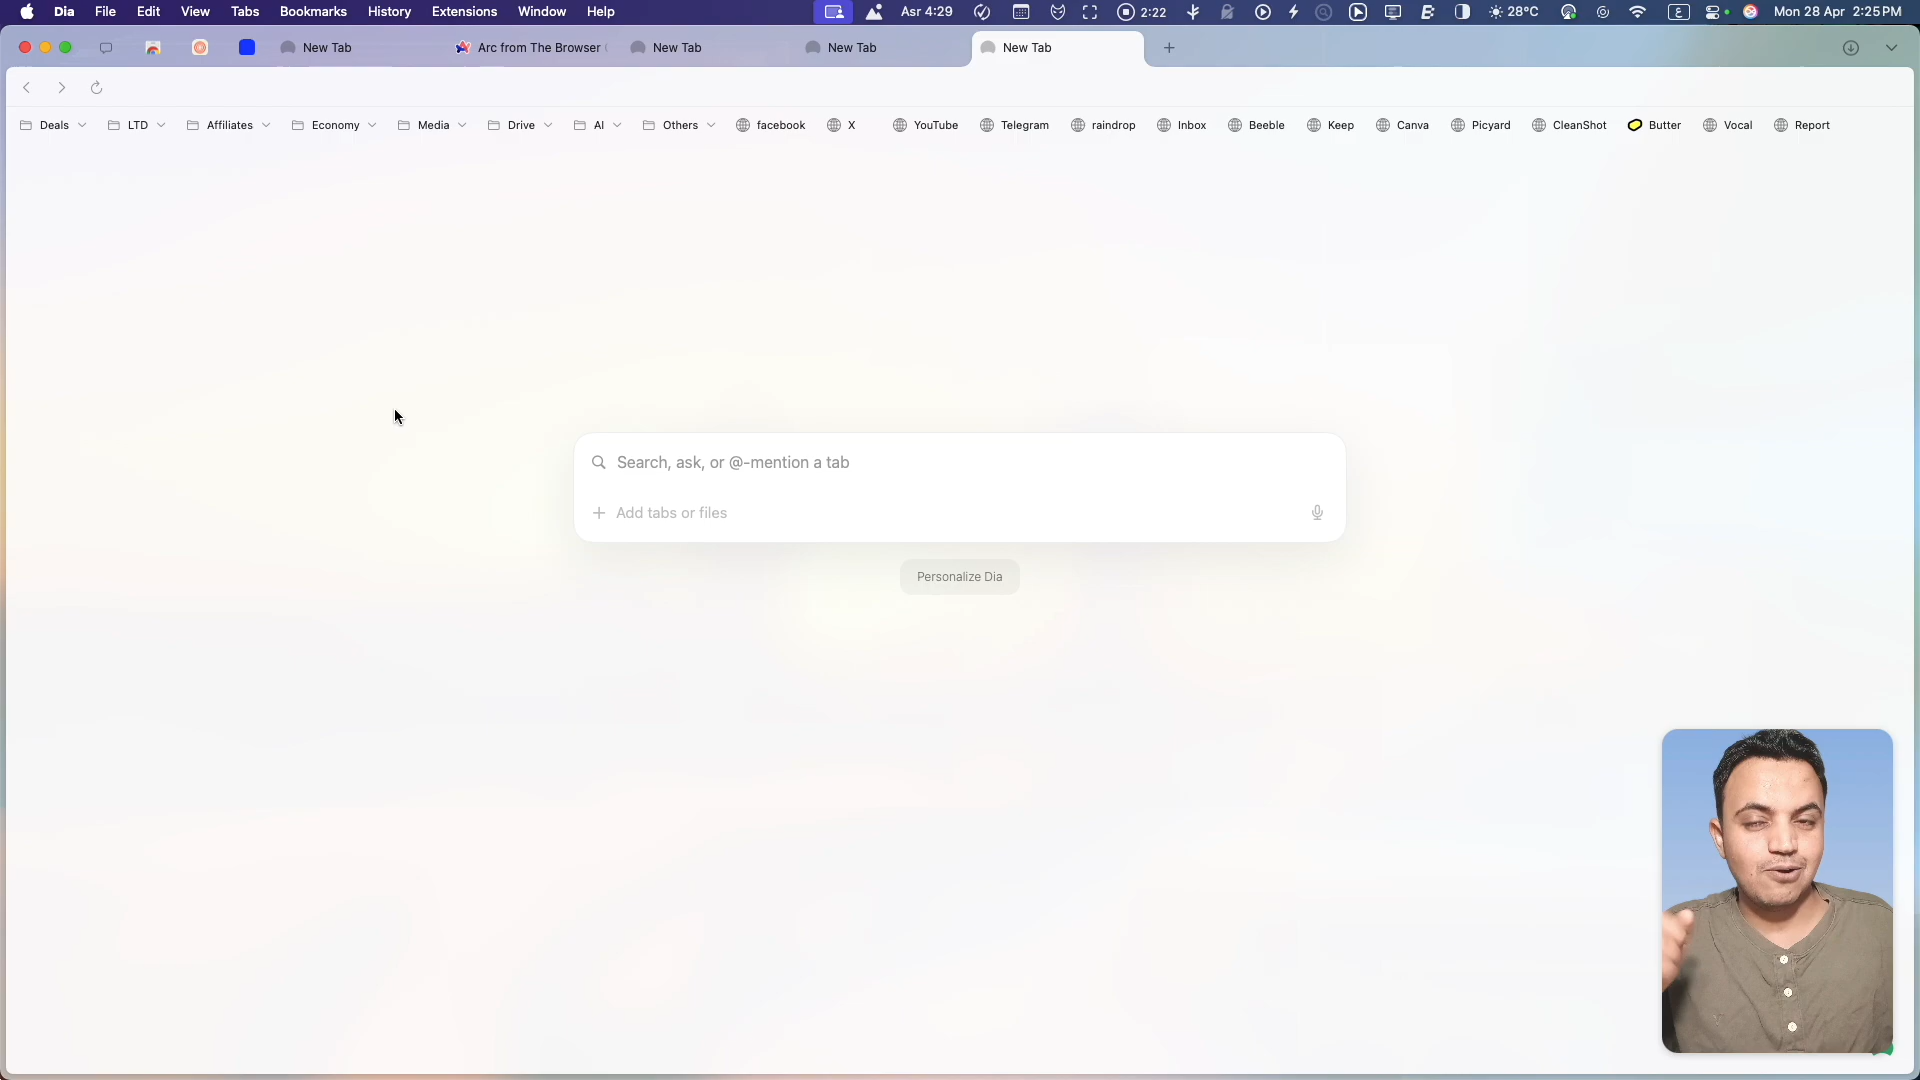 Dia File Edit View Tabs Bookmarks History Extensions Window Help Asr 4:29 2:22 28°C ع Mon 28 Apr 2:25 PM
New Tab Arc from The Browser New Tab New Tab New Tab
Deals LTD Affiliates Economy Media Drive AI Others facebook X YouTube Telegram raindrop Inbox Beeble Keep Canva Picyard CleanShot Butter Vocal Report
Search, ask, or @-mention a tab
Add tabs or files
Personalize Dia